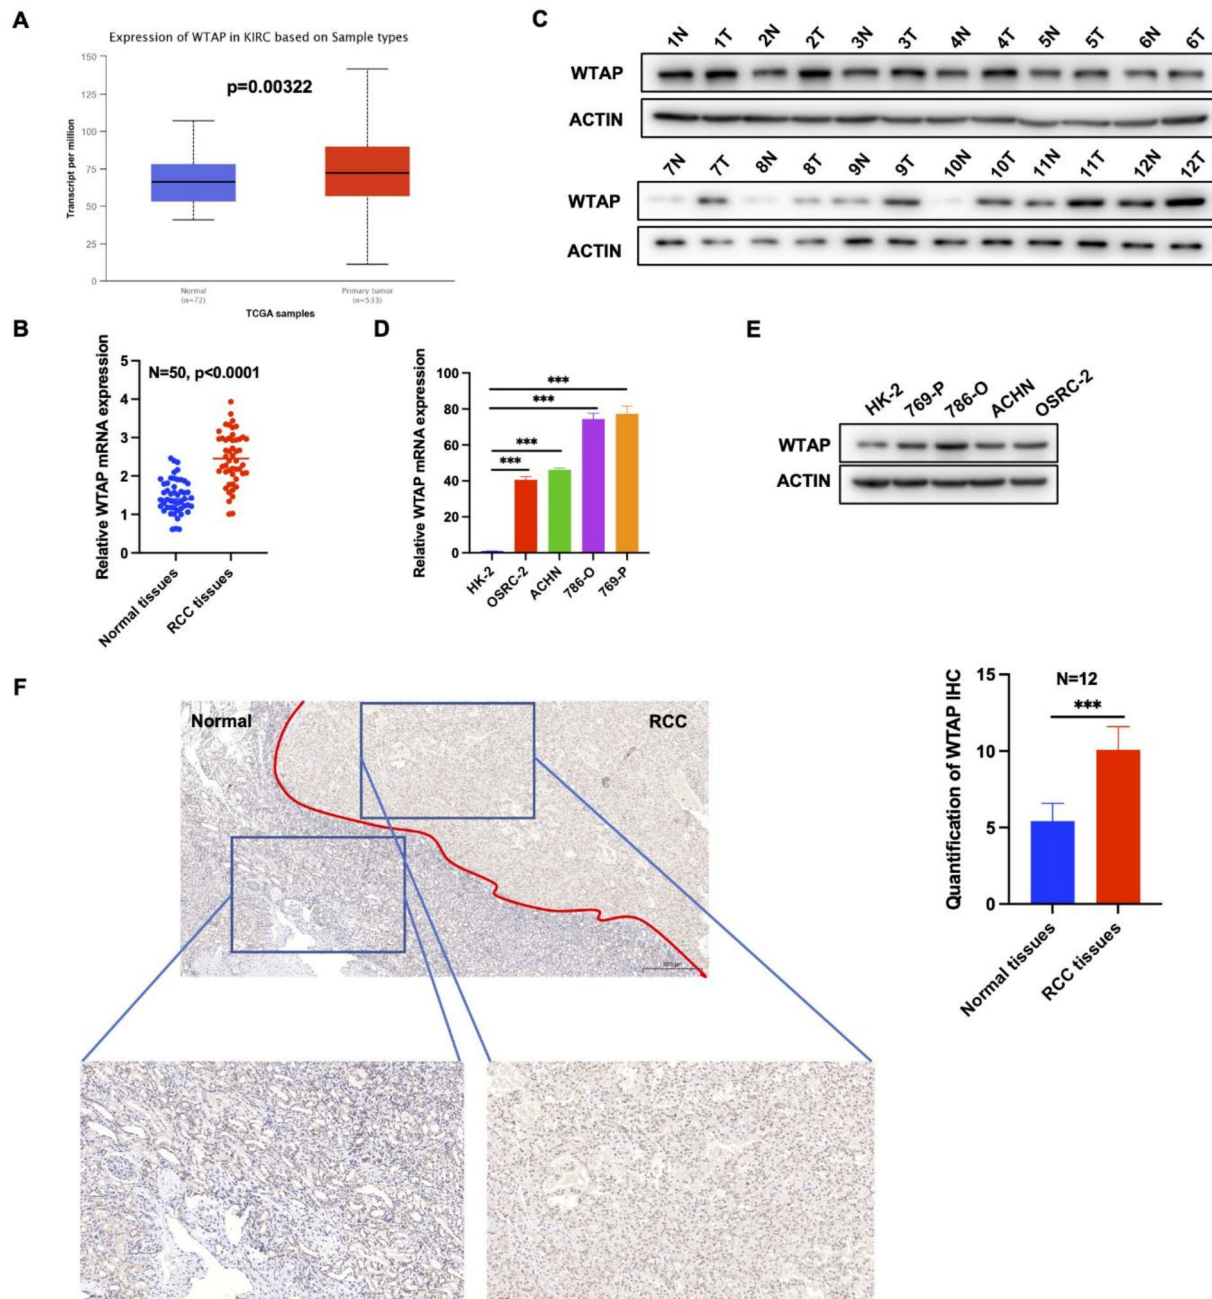 A
Expression of WTAP in KIRC based on Sample types
p=0.00322
150
125
100
75
50
25
0
Transcript per million
Normal
(n=72)
Primary tumor
(n=533)
TCGA samples
C
1N 1T 2N 2T 3N 3T 4N 4T 5N 5T 6N 6T
WTAP
ACTIN
7N 7T 8N 8T 9N 9T 10N 10T 11N 11T 12N 12T
WTAP
ACTIN
B
N=50, p<0.0001
5
4
3
2
1
0
Relative WTAP mRNA expression
Normal tissues
RCC tissues
D
100
80
60
40
20
0
Relative WTAP mRNA expression
***
***
***
***
HK-2
OSRC-2
ACHN
786-O
769-P
E
HK-2 769-P 786-O ACHN OSRC-2
WTAP
ACTIN
F
Normal
RCC
N=12
***
15
10
5
0
Quantification of WTAP IHC
Normal tissues
RCC tissues